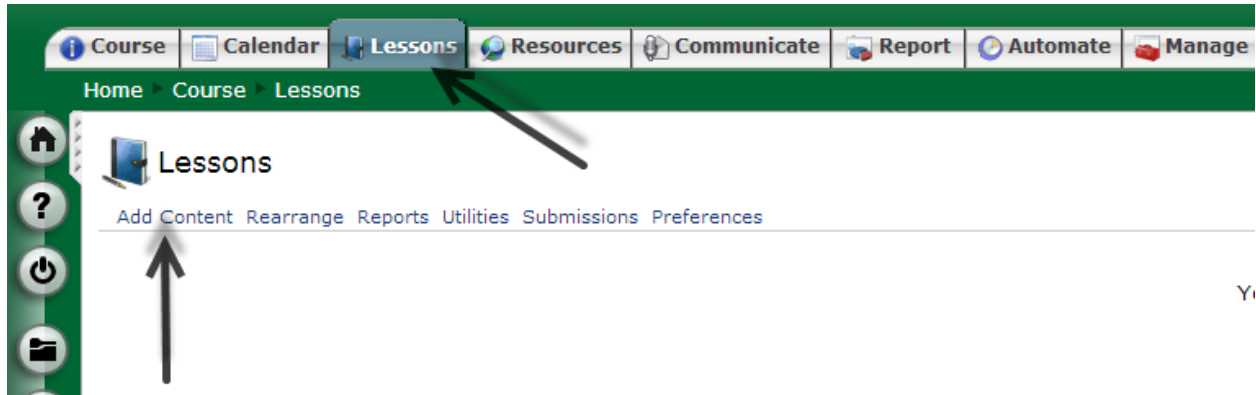 Course Calendar Lessons Resources Communicate Report Automate Manage
Home Course Lessons
Lessons
Add Content Rearrange Reports Utilities Submissions Preferences